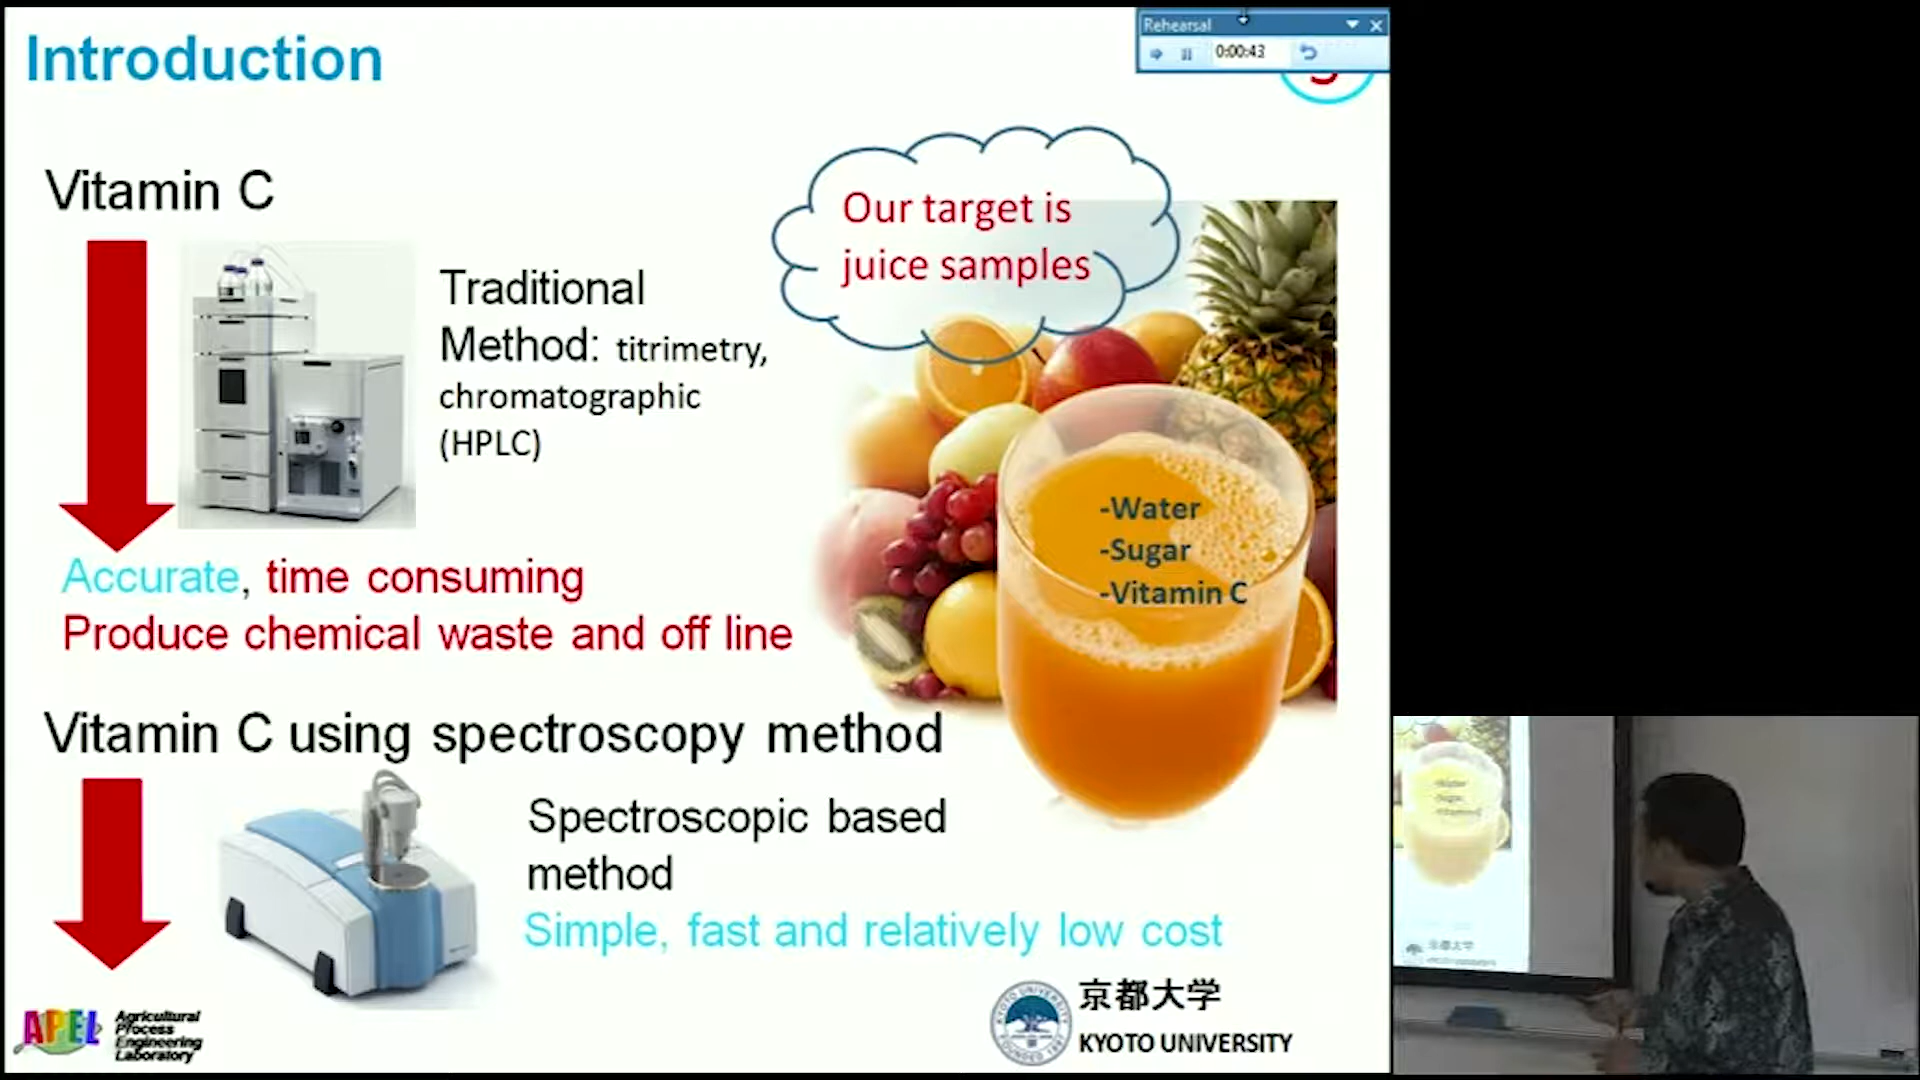 Introduction
Rehearsal
0:00:43
Vitamin C
Our target is
juice samples
Traditional
Method: titrimetry,
chromatographic
(HPLC)
-Water
-Sugar
-Vitamin C
Accurate, time consuming
Produce chemical waste and off line
Vitamin C using spectroscopy method
Spectroscopic based
method
Simple, fast and relatively low cost
APEL
Agricultural
Process
Engineering
Laboratory
京都大学
KYOTO UNIVERSITY